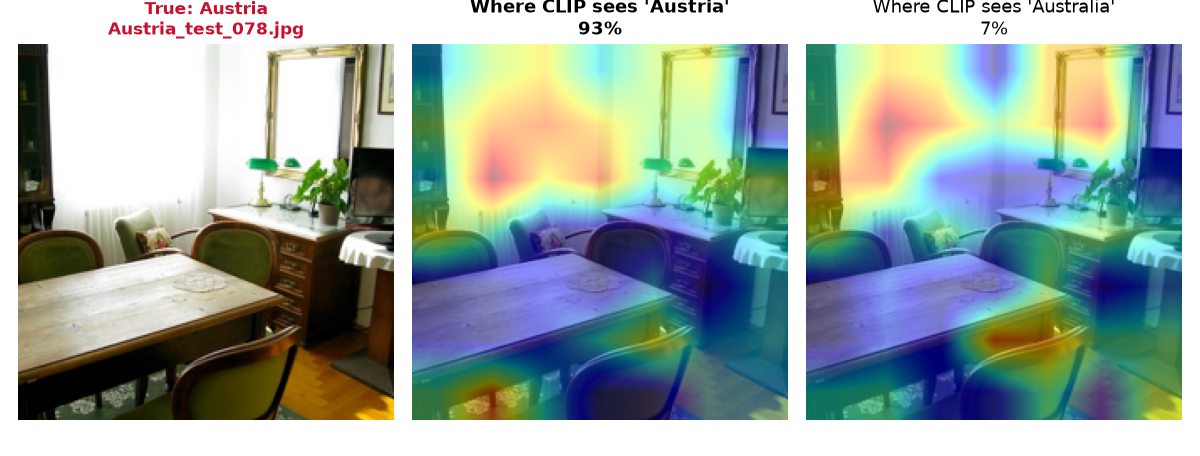 True: Austria
Austria_test_078.jpg
Where CLIP sees 'Austria'
93%
Where CLIP sees 'Australia'
7%